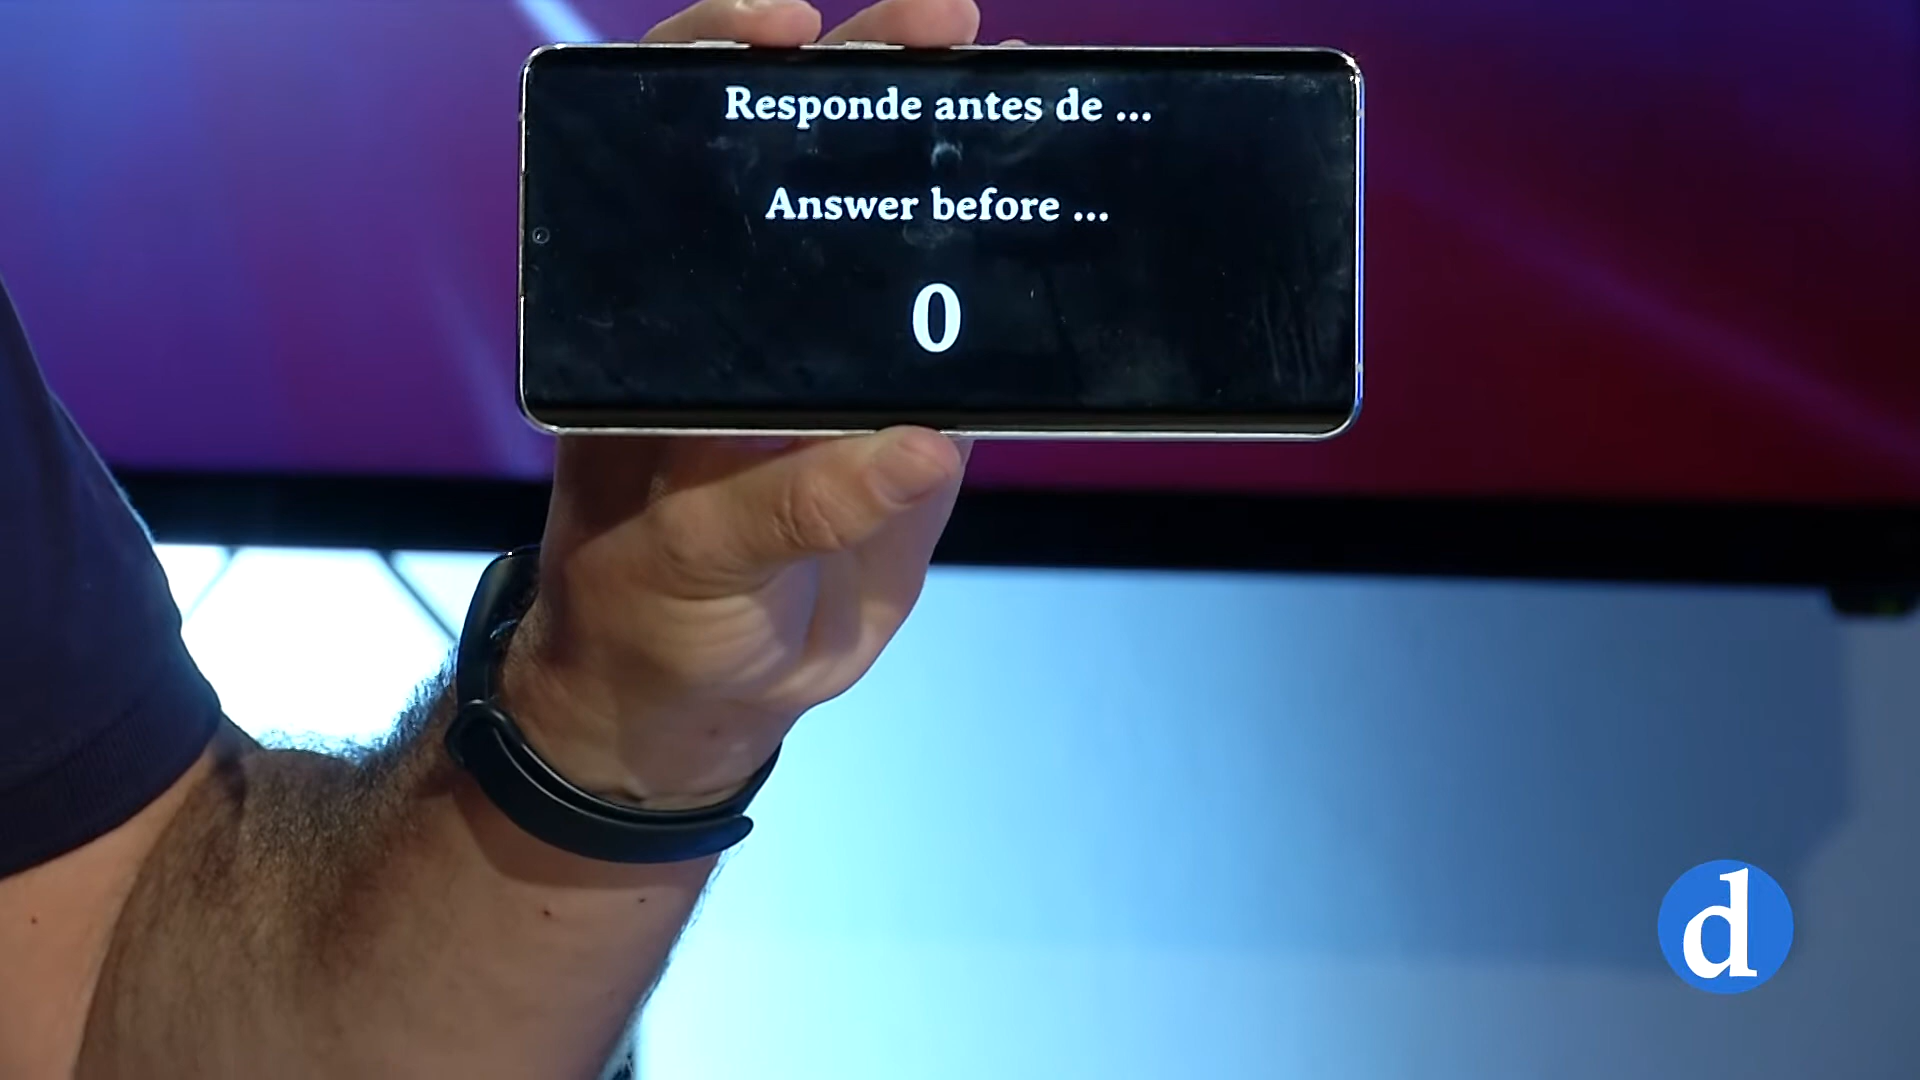 Responde antes de ...
Answer before ...
0
d